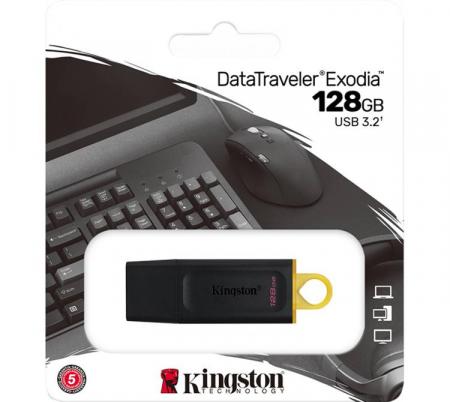 DataTraveler®Exodia™
128GB
USB 3.2¹
Kingston
128GB
5
Kingston
TECHNOLOGY